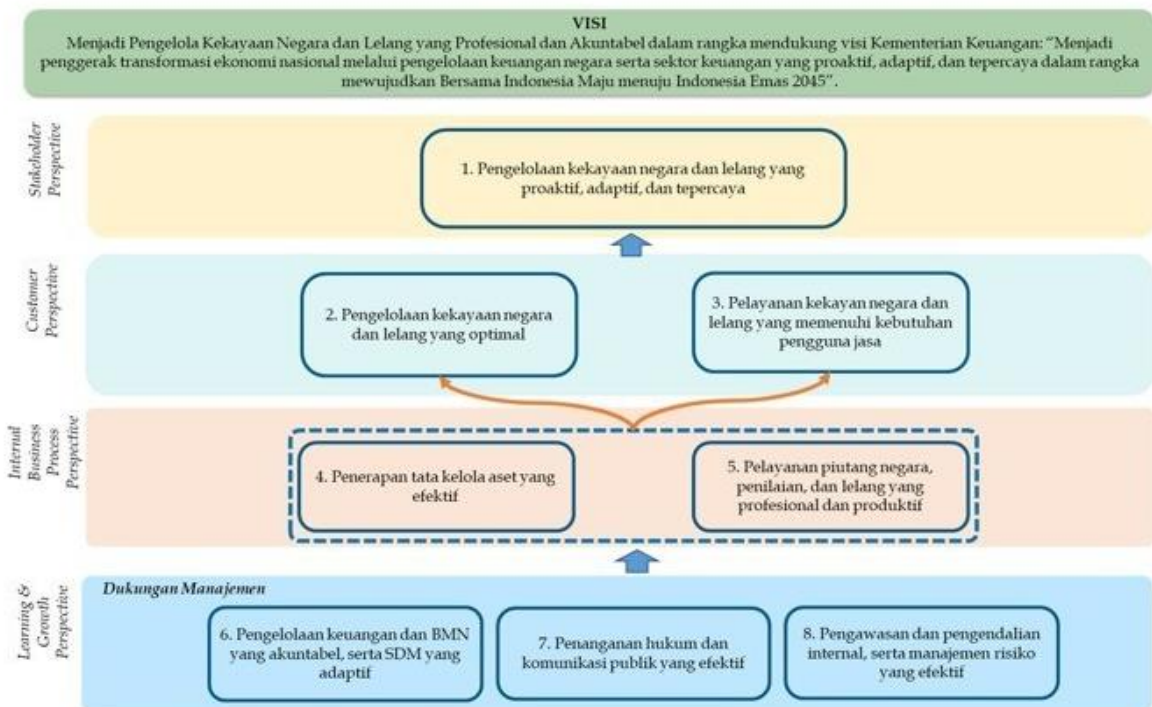 VISI
Menjadi Pengelola Kekayaan Negara dan Lelang yang Profesional dan Akuntabel dalam rangka mendukung visi Kementerian Keuangan: “Menjadi
penggerak transformasi ekonomi nasional melalui pengelolaan keuangan negara serta sektor keuangan yang proaktif, adaptif, dan tepercaya dalam rangka
mewujudkan Bersama Indonesia Maju menuju Indonesia Emas 2045”.
Stakeholder
Perspective
1. Pengelolaan kekayaan negara dan lelang yang
proaktif, adaptif, dan tepercaya
Customer
Perspective
2. Pengelolaan kekayaan negara
dan lelang yang optimal
3. Pelayanan kekayan negara dan
lelang yang memenuhi kebutuhan
pengguna jasa
Internal
Business
Process
Perspective
4. Penerapan tata kelola aset yang
efektif
5. Pelayanan piutang negara,
penilaian, dan lelang yang
profesional dan produktif
Learning &
Growth
Perspective
Dukungan Manajemen
6. Pengelolaan keuangan dan BMN
yang akuntabel, serta SDM yang
adaptif
7. Penanganan hukum dan
komunikasi publik yang efektif
8. Pengawasan dan pengendalian
internal, serta manajemen risiko
yang efektif